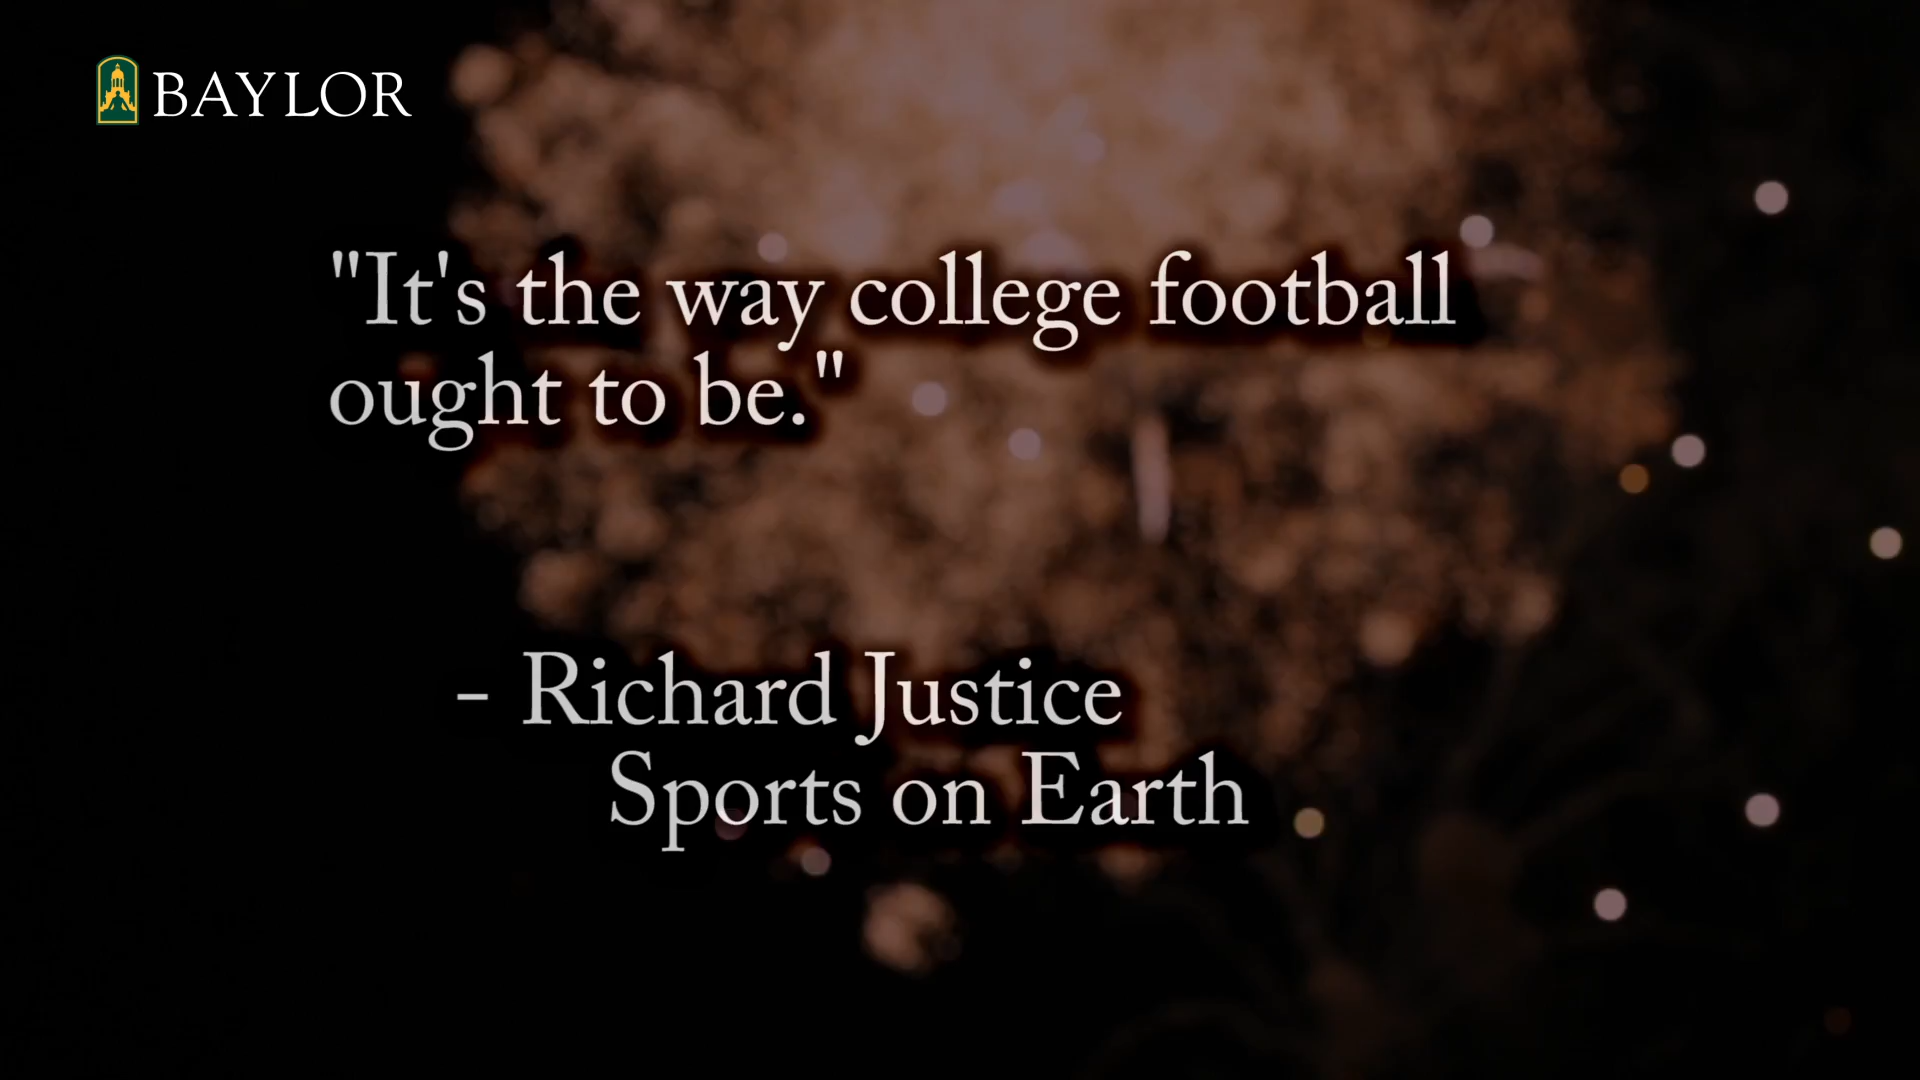 BAYLOR
"It's the way college football
ought to be."
- Richard Justice
Sports on Earth